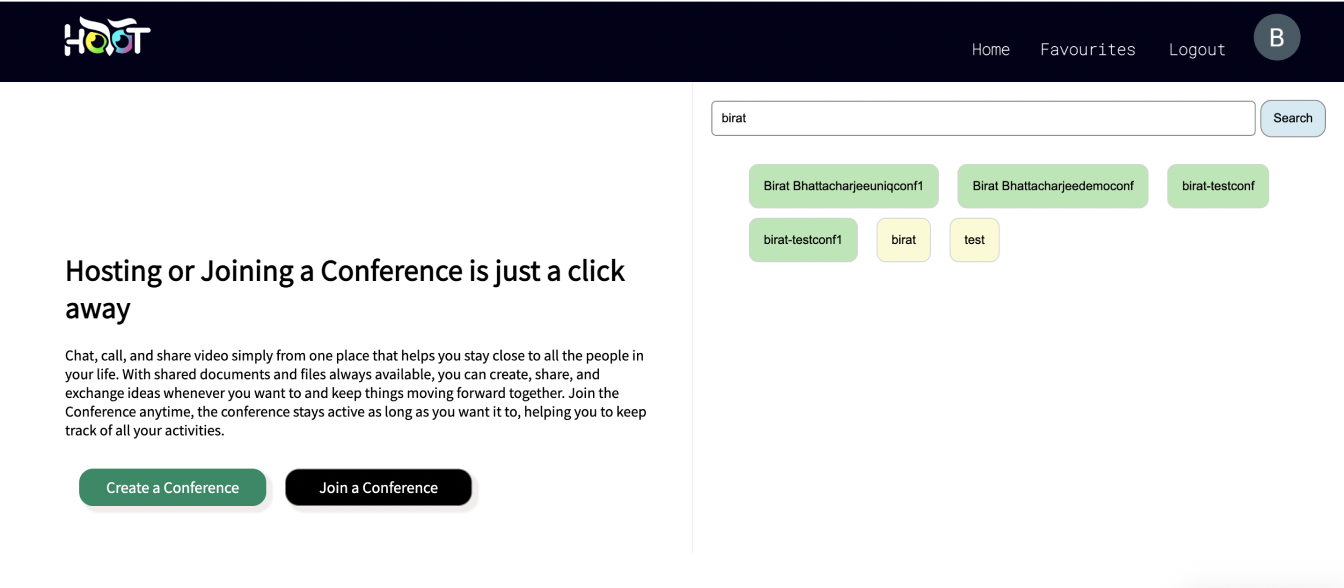 HOOT
Home Favourites Logout B
birat Search
Birat Bhattacharjeeuniqconf1 Birat Bhattacharjeedemoconf birat-testconf
birat-testconf1 birat test
Hosting or Joining a Conference is just a click
away
Chat, call, and share video simply from one place that helps you stay close to all the people in
your life. With shared documents and files always available, you can create, share, and
exchange ideas whenever you want to and keep things moving forward together. Join the
Conference anytime, the conference stays active as long as you want it to, helping you to keep
track of all your activities.
Create a Conference Join a Conference